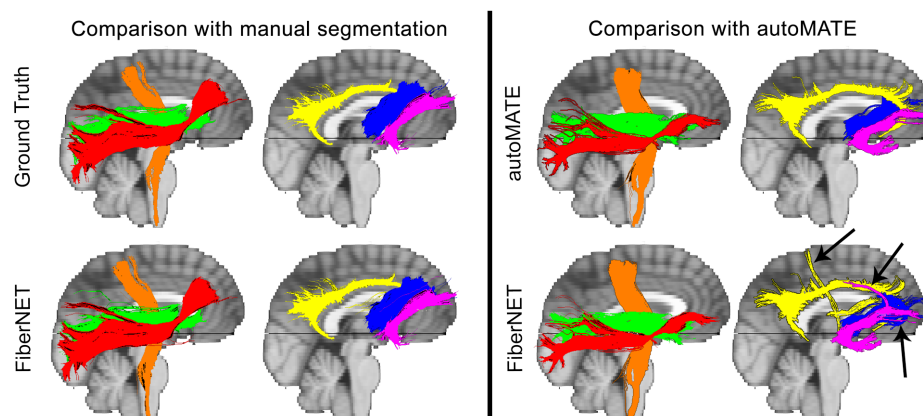 Comparison with manual segmentation
Comparison with autoMATE
Ground Truth
autoMATE
FiberNET
FiberNET